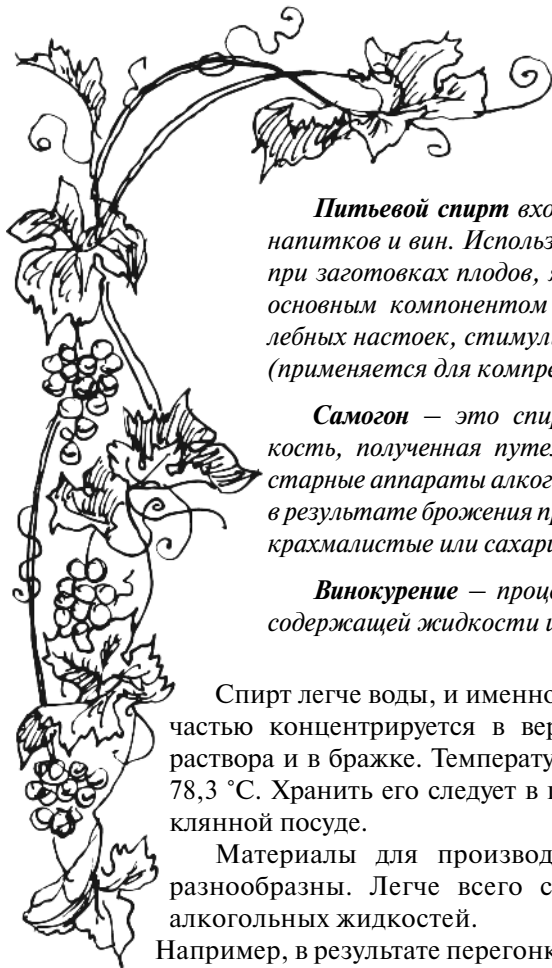 Питьевой спирт вхо
напитков и вин. Использ
при заготовках плодов, я
основным компонентом
лебных настоек, стимул
(применяется для компре
Самогон – это спир
кость, полученная путе
старные аппараты алког
в результате брожения пр
крахмалистые или сахар
Винокурение – проце
содержащей жидкости и
Спирт легче воды, и именно
частью концентрируется в вер
раствора и в бражке. Температу
78,3 °С. Хранить его следует в
клянной посуде.
Материалы для производ
разнообразны. Легче всего с
алкогольных жидкостей.
Например, в результате перегонк